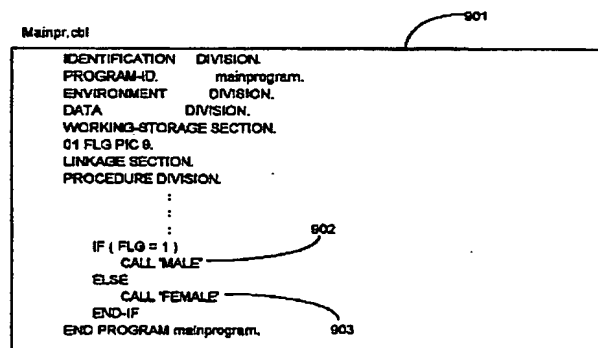 901
Mainpr.cbl
IDENTIFICATION DIVISION.
PROGRAM-ID. mainprogram.
ENVIRONMENT DIVISION.
DATA DIVISION.
WORKING-STORAGE SECTION.
01 FLG PIC 9.
LINKAGE SECTION.
PROCEDURE DIVISION.
:
:
:
IF ( FLG = 1 ) 902
CALL 'MALE'
ELSE
CALL 'FEMALE'
END-IF
END PROGRAM mainprogram. 903